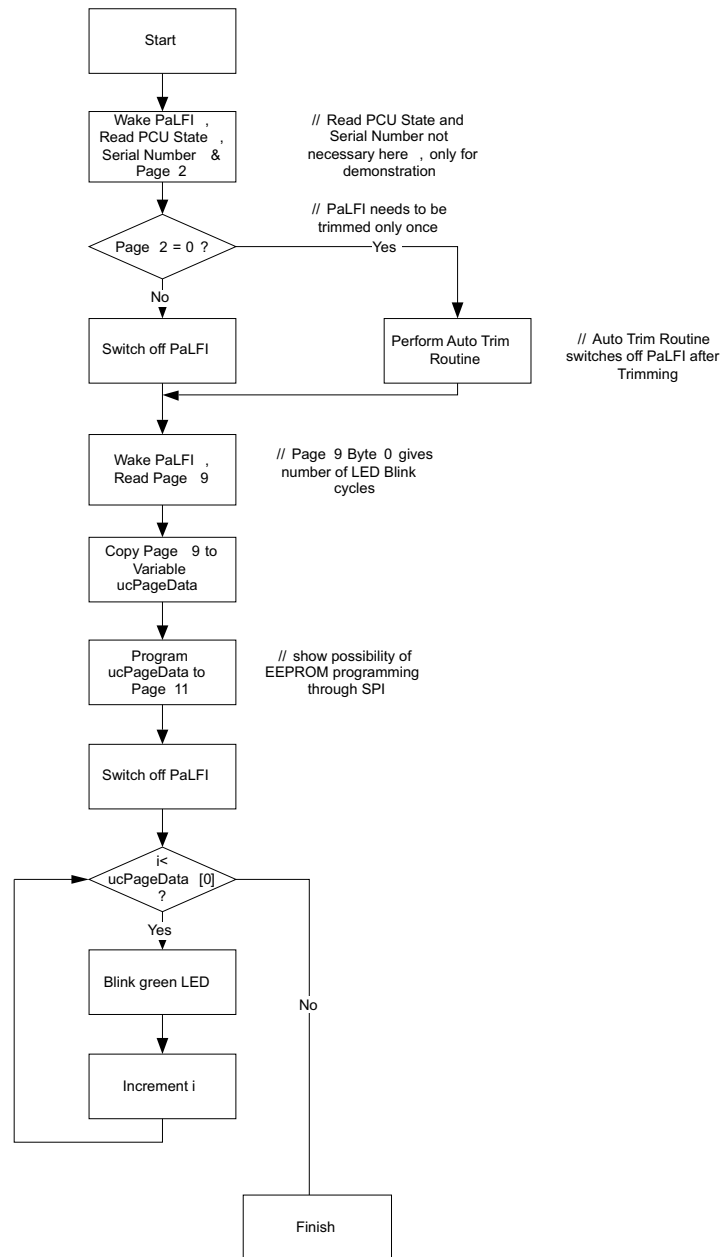 Start
Wake PaLFI ,
Read PCU State ,
Serial Number &
Page 2
// Read PCU State and
Serial Number not
necessary here , only for
demonstration
// PaLFI needs to be
trimmed only once
Page 2 = 0 ?
Yes
No
Switch off PaLFI
Perform Auto Trim
Routine
// Auto Trim Routine
switches off PaLFI after
Trimming
Wake PaLFI ,
Read Page 9
// Page 9 Byte 0 gives
number of LED Blink
cycles
Copy Page 9 to
Variable
ucPageData
Program
ucPageData to
Page 11
// show possibility of
EEPROM programming
through SPI
Switch off PaLFI
i<
ucPageData [0]
?
Yes
Blink green LED
No
Increment i
Finish